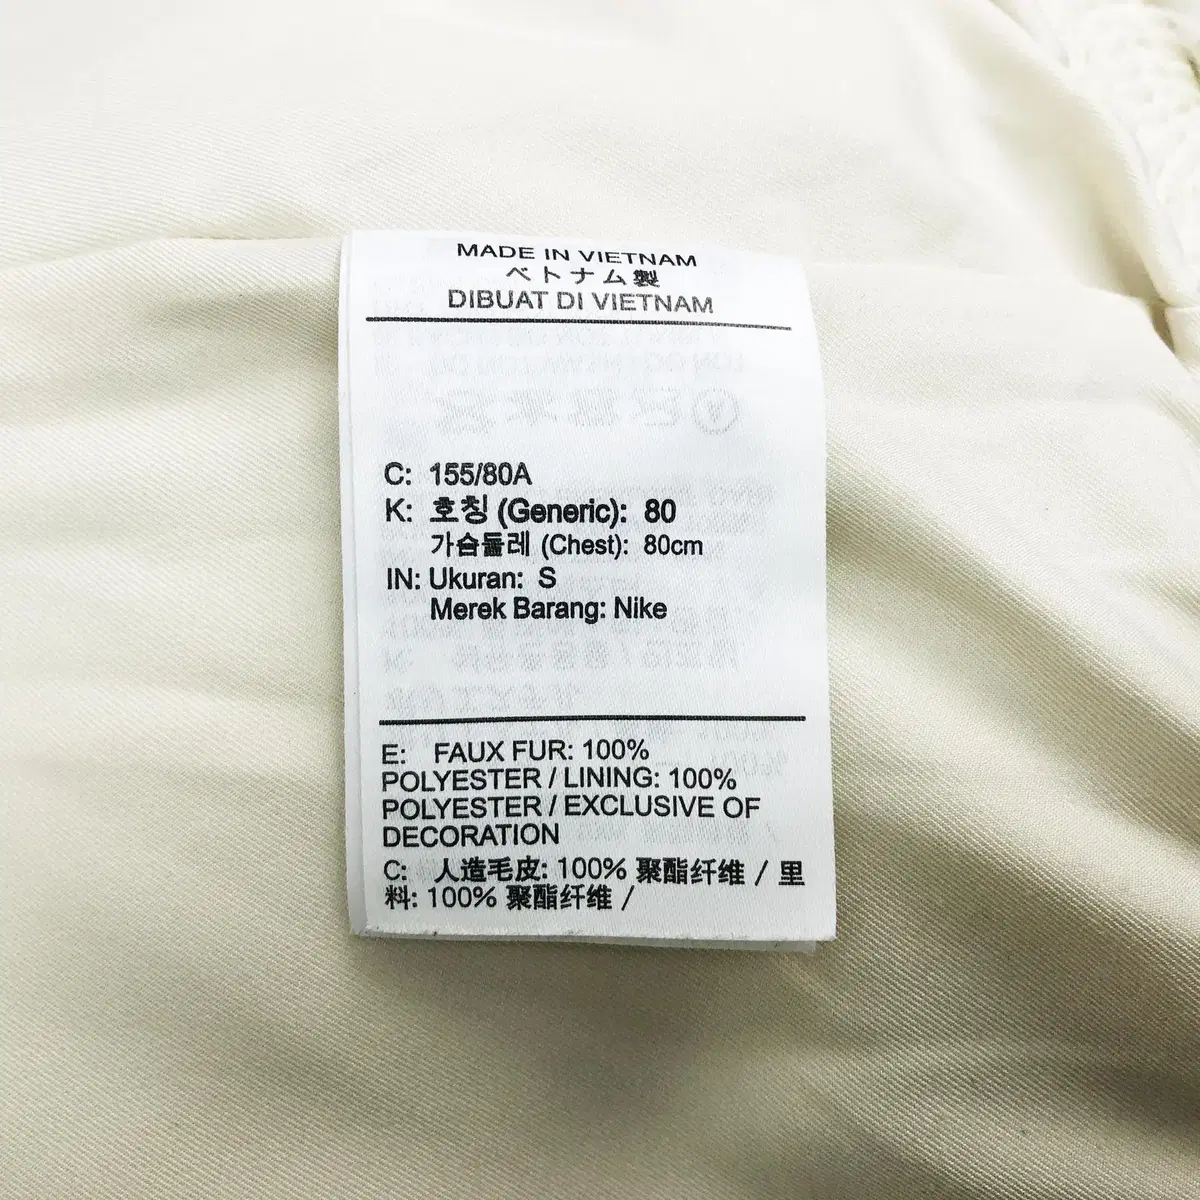 MADE IN VIETNAM
ベトナム製
DIBUAT DI VIETNAM
C: 155/80A
K: 호칭 (Generic): 80
가슴둘레 (Chest): 80cm
IN: Ukuran: S
Merek Barang: Nike
E: FAUX FUR: 100%
POLYESTER / LINING: 100%
POLYESTER / EXCLUSIVE OF
DECORATION
C: 人造毛皮: 100% 聚酯纤维 / 里
料: 100% 聚酯纤维 /